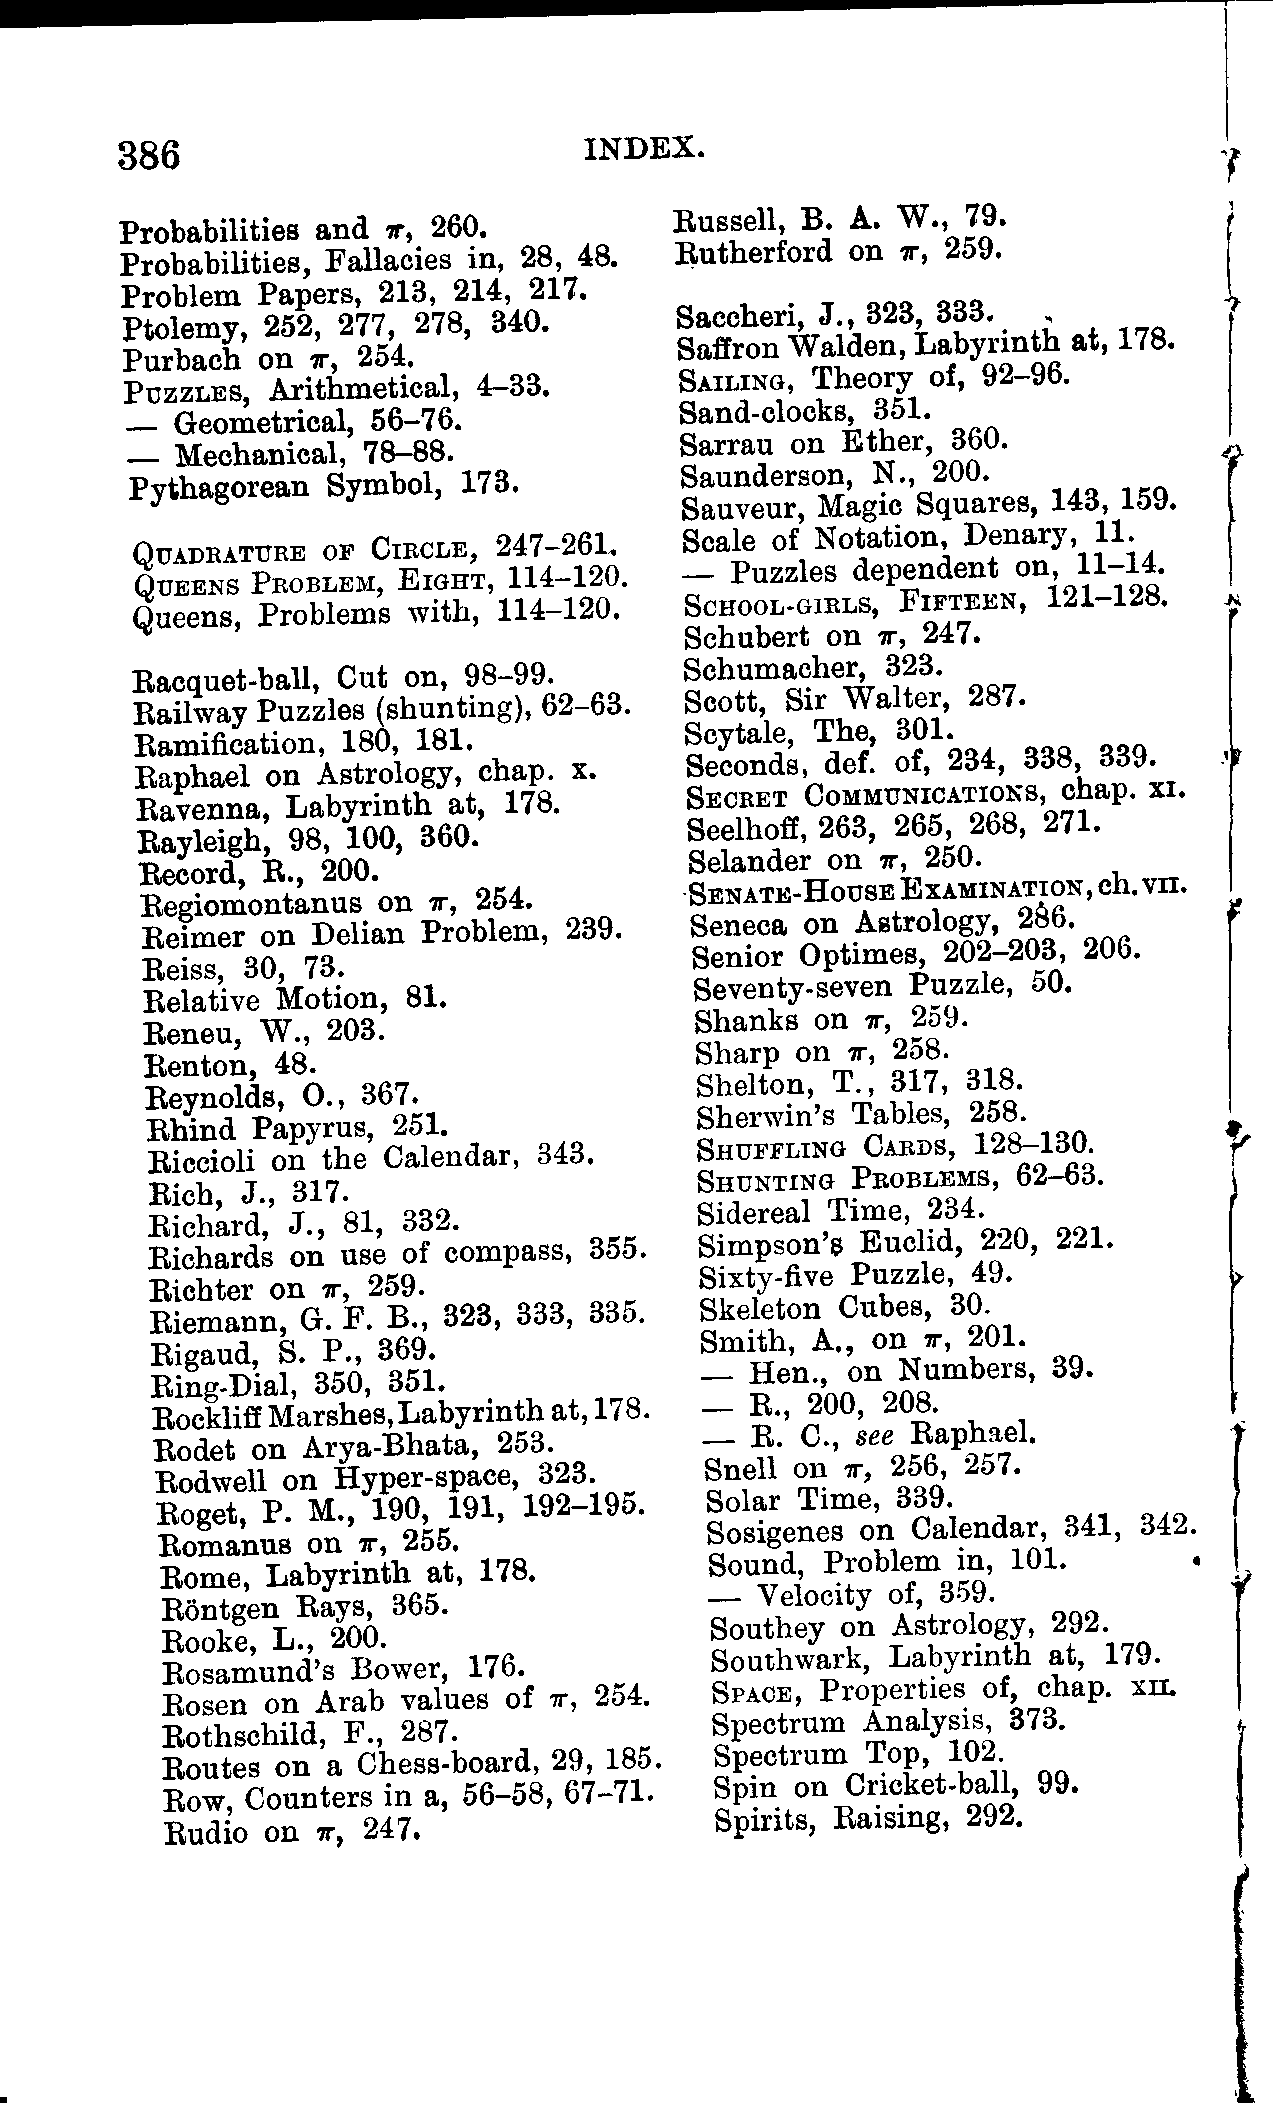 386
INDEX.
Probabilities and π, 260.
Probabilities, Fallacies in, 28, 48.
Problem Papers, 213, 214, 217.
Ptolemy, 252, 277, 278, 340.
Purbach on π, 254.
PUZZLES, Arithmetical, 4–33.
— Geometrical, 56–76.
— Mechanical, 78–88.
Pythagorean Symbol, 173.
QUADRATURE OF CIRCLE, 247–261.
QUEENS PROBLEM, EIGHT, 114–120.
Queens, Problems with, 114–120.
Racquet-ball, Cut on, 98–99.
Railway Puzzles (shunting), 62–63.
Ramification, 180, 181.
Raphael on Astrology, chap. X.
Ravenna, Labyrinth at, 178.
Rayleigh, 98, 100, 360.
Record, R., 200.
Regiomontanus on π, 254.
Reimer on Delian Problem, 239.
Reiss, 30, 73.
Relative Motion, 81.
Reneu, W., 203.
Renton, 48.
Reynolds, O., 367.
Rhind Papyrus, 251.
Riccioli on the Calendar, 343.
Rich, J., 317.
Richard, J., 81, 332.
Richards on use of compass, 355.
Richter on π, 259.
Riemann, G. F. B., 323, 333, 335.
Rigaud, S. P., 369.
Ring-Dial, 350, 351.
Rockliff Marshes, Labyrinth at, 178.
Rodet on Arya-Bhata, 253.
Rodwell on Hyper-space, 323.
Roget, P. M., 190, 191, 192–195.
Romanus on π, 255.
Rome, Labyrinth at, 178.
Röntgen Rays, 365.
Rooke, L., 200.
Rosamund's Bower, 176.
Rosen on Arab values of π, 254.
Rothschild, F., 287.
Routes on a Chess-board, 29, 185.
Row, Counters in a, 56–58, 67–71.
Rudio on π, 247.
Russell, B. A. W., 79.
Rutherford on π, 259.
Saccheri, J., 323, 333.
Saffron Walden, Labyrinth at, 178.
SAILING, Theory of, 92–96.
Sand-clocks, 351.
Sarrau on Ether, 360.
Saunderson, N., 200.
Sauveur, Magic Squares, 143, 159.
Scale of Notation, Denary, 11.
— Puzzles dependent on, 11–14.
SCHOOL-GIRLS, FIFTEEN, 121–128.
Schubert on π, 247.
Schumacher, 323.
Scott, Sir Walter, 287.
Scytale, The, 301.
Seconds, def. of, 234, 338, 339.
SECRET COMMUNICATIONS, chap. XI.
Seelhoff, 263, 265, 268, 271.
Selander on π, 250.
SENATE-HOUSE EXAMINATION, ch. VII.
Seneca on Astrology, 286.
Senior Optimes, 202–203, 206.
Seventy-seven Puzzle, 50.
Shanks on π, 259.
Sharp on π, 258.
Shelton, T., 317, 318.
Sherwin's Tables, 258.
SHUFFLING CARDS, 128–130.
SHUNTING PROBLEMS, 62–63.
Sidereal Time, 234.
Simpson's Euclid, 220, 221.
Sixty-five Puzzle, 49.
Skeleton Cubes, 30.
Smith, A., on π, 201.
— Hen., on Numbers, 39.
— R., 200, 208.
— R. C., see Raphael.
Snell on π, 256, 257.
Solar Time, 339.
Sosigenes on Calendar, 341, 342.
Sound, Problem in, 101.
— Velocity of, 359.
Southey on Astrology, 292.
Southwark, Labyrinth at, 179.
SPACE, Properties of, chap. XII.
Spectrum Analysis, 373.
Spectrum Top, 102.
Spin on Cricket-ball, 99.
Spirits, Raising, 292.